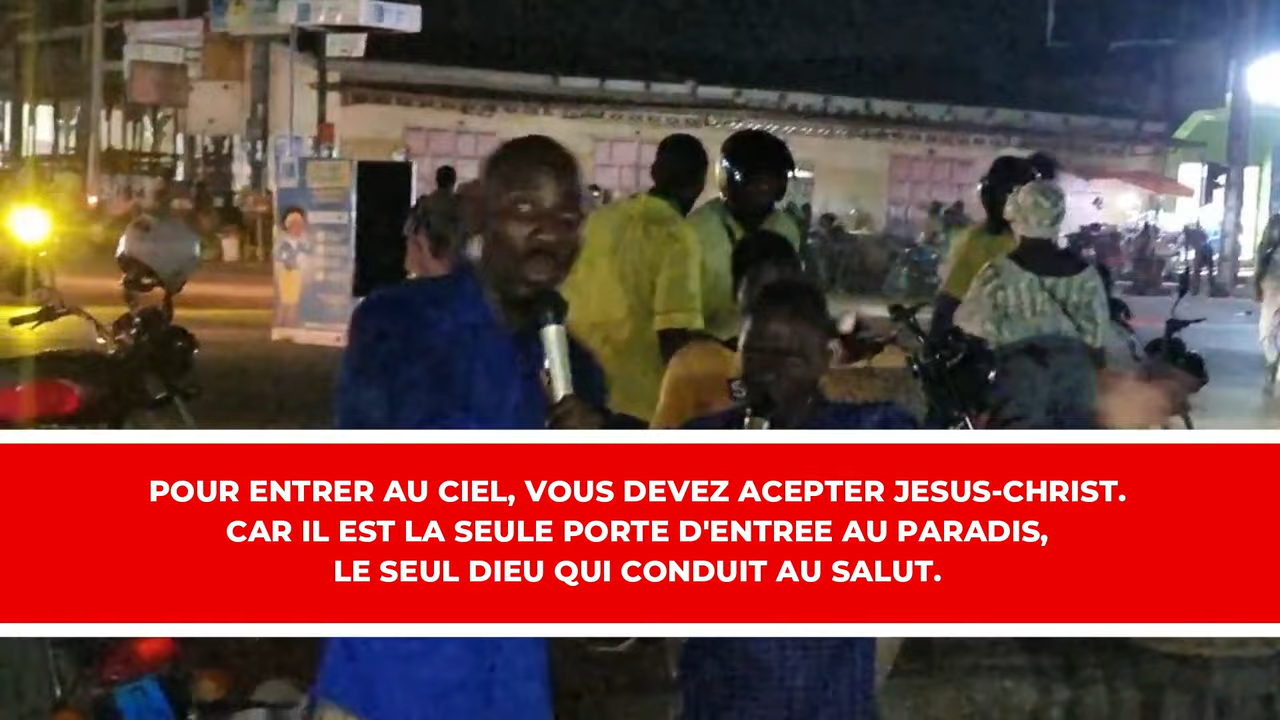 POUR ENTRER AU CIEL, VOUS DEVEZ ACEPTER JESUS-CHRIST.
CAR IL EST LA SEULE PORTE D'ENTREE AU PARADIS,
LE SEUL DIEU QUI CONDUIT AU SALUT.